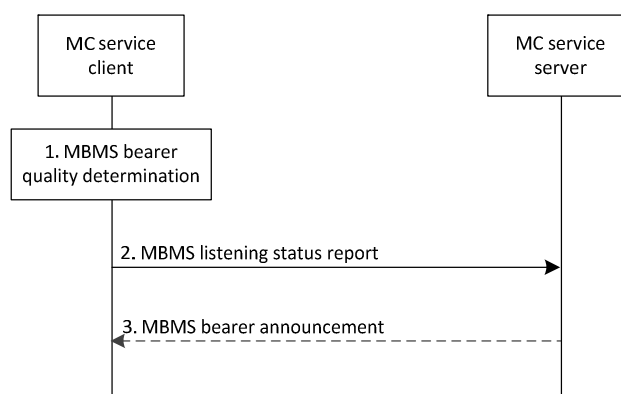 MC service
client
MC service
server
1. MBMS bearer
quality determination
2. MBMS listening status report
3. MBMS bearer announcement